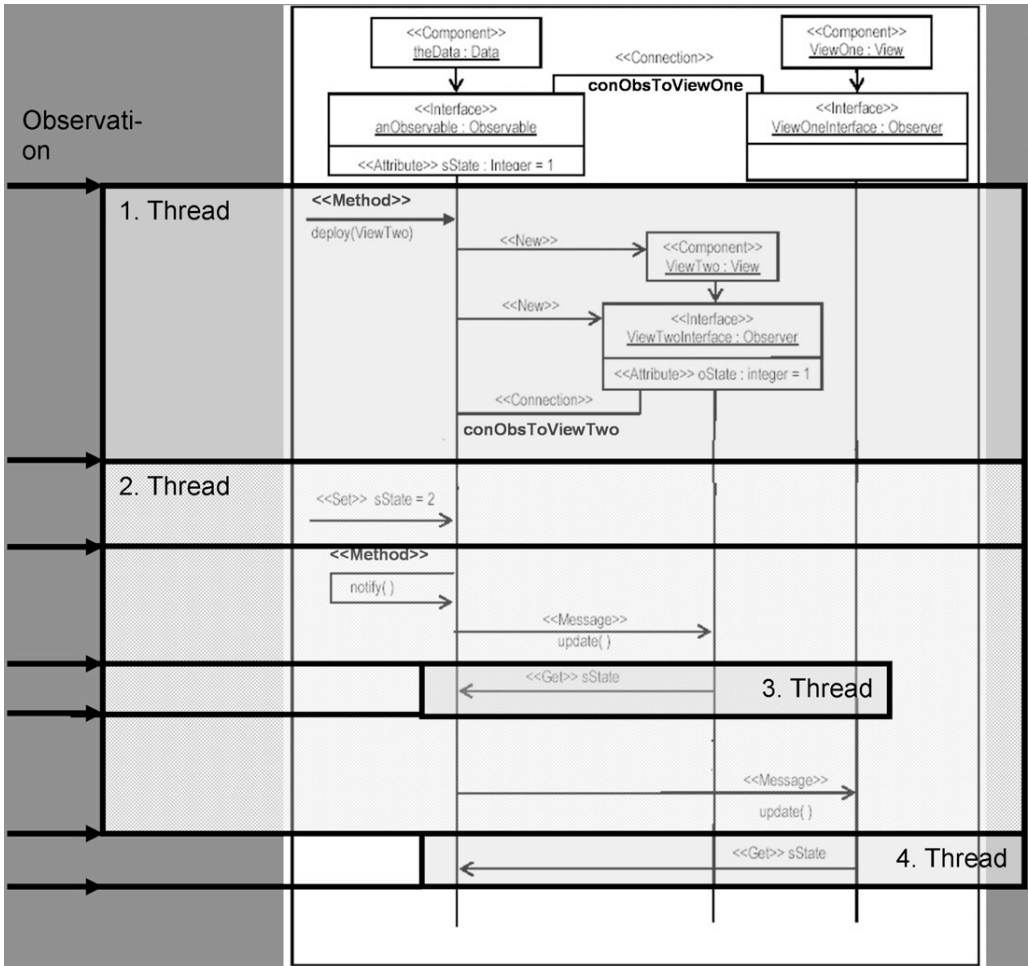 <<Component>>
theData : Data
<<Component>>
ViewOne : View
<<Connection>>
conObsToViewOne
<<Interface>>
anObservable : Observable
<<Attribute>> sState : Integer = 1
<<Interface>>
ViewOneInterface : Observer
Observati-
on
1. Thread
<<Method>>
deploy(ViewTwo)
<<New>>
<<Component>>
ViewTwo : View
<<New>>
<<Interface>>
ViewTwoInterface : Observer
<<Attribute>> oState : integer = 1
<<Connection>>
conObsToViewTwo
2. Thread
<<Set>> sState = 2
<<Method>>
notify( )
<<Message>>
update( )
<<Get>> sState
3. Thread
<<Message>>
update( )
<<Get>> sState
4. Thread